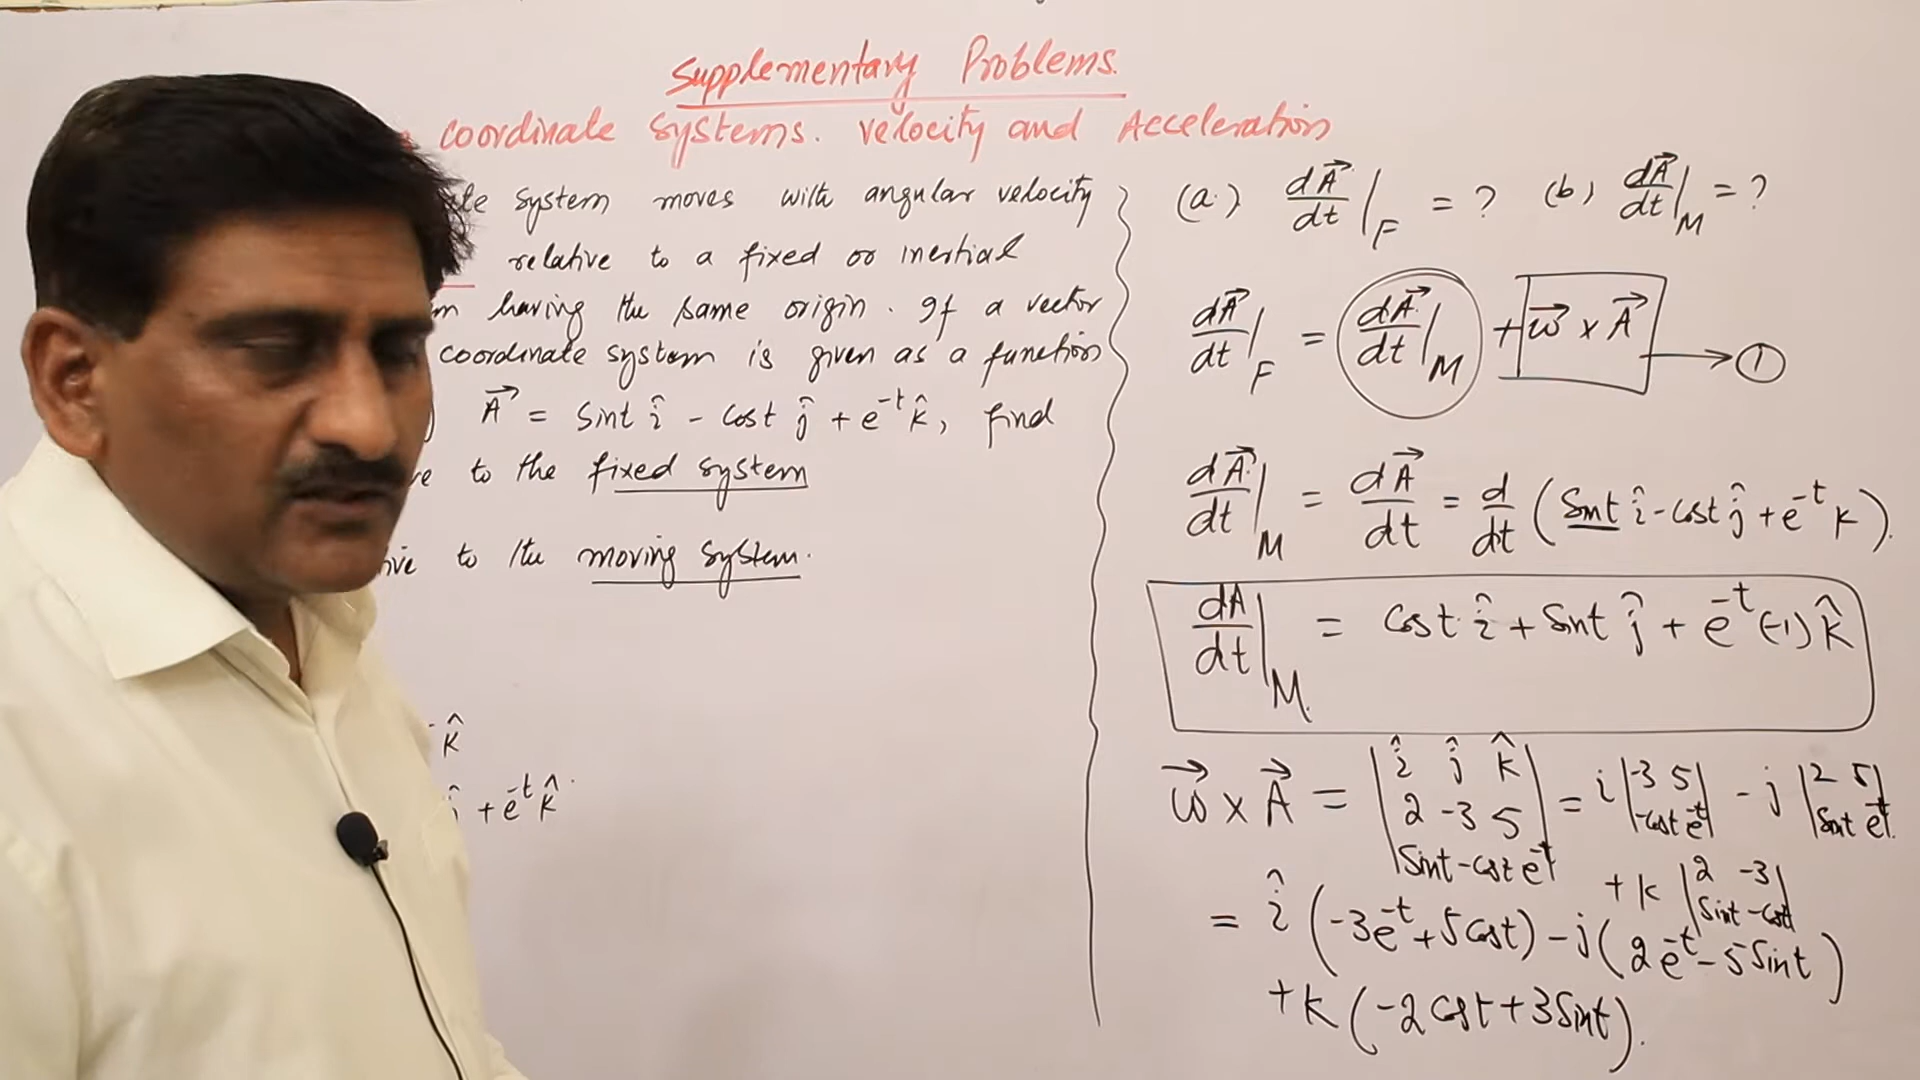 Supplementary Problems.
coordinate systems. velocity and Acceleration
system moves with angular velocity
relative to a fixed or inertial
having the same origin. If a vector
coordinate system is given as a function
A⃗ = Sint î - Cost ĵ + e⁻ᵗ k̂, find
to the fixed system
to the moving system.
k̂
+ e⁻ᵗ k̂
(a.) dA⃗/dt|F = ? (b) dA⃗/dt|M = ?
dA⃗/dt|F = dA⃗/dt|M + ω⃗ x A⃗ → ①
dA⃗/dt|M = dA⃗/dt = d/dt (Sint î - Cost ĵ + e⁻ᵗ k).
dA/dt|M. = Cost î + Sint ĵ + e⁻ᵗ (-1) k̂
ω⃗ x A⃗ = |î ĵ k̂; 2 -3 5; Sint -Cost e⁻ᵗ| = i |-3 5; -Cost e⁻ᵗ| - j |2 5; Sint e⁻ᵗ|
+ k |2 -3; Sint -Cost|
= î (-3e⁻ᵗ + 5Cost) - j (2e⁻ᵗ - 5Sint)
+ k (-2Cost + 3Sint).